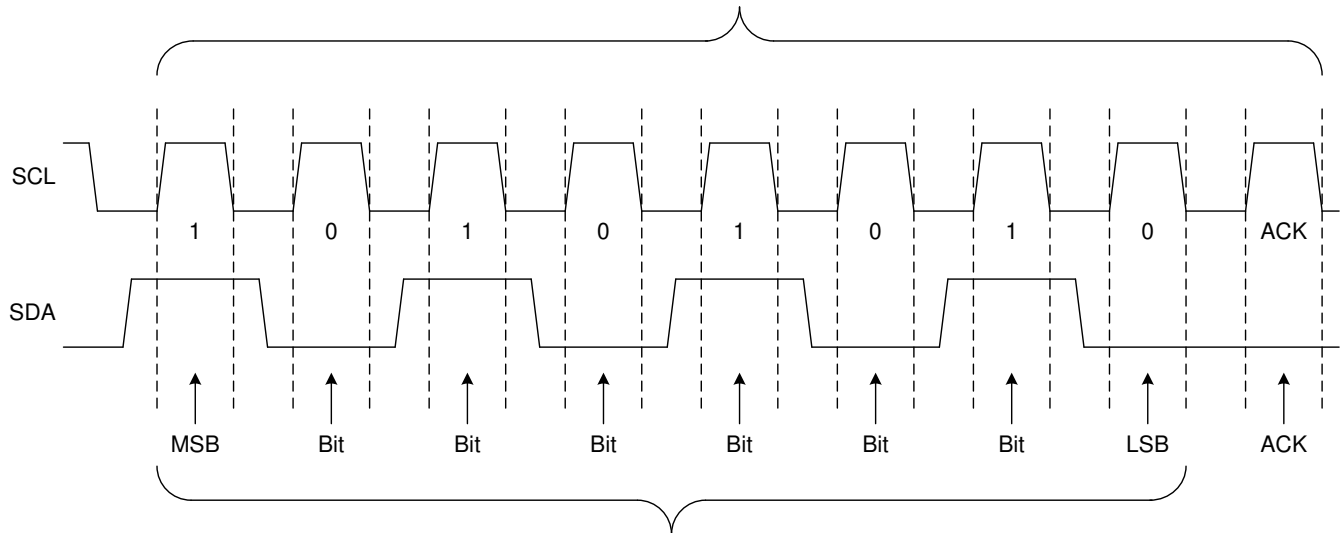 SCL
1 0 1 0 1 0 1 0 ACK
SDA
MSB Bit Bit Bit Bit Bit Bit LSB ACK